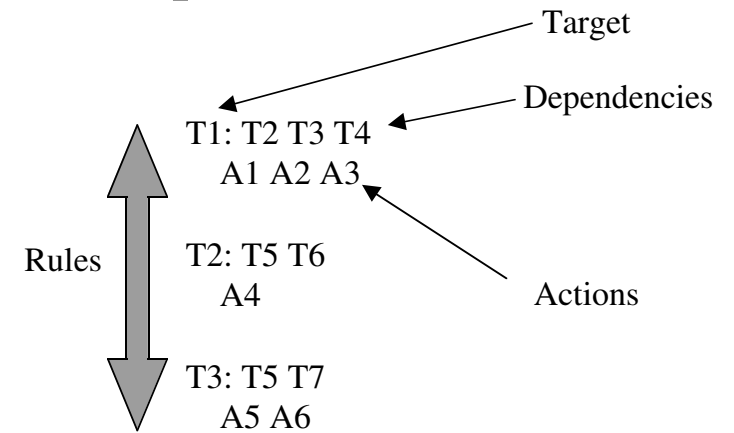 Target
Dependencies
T1: T2 T3 T4
A1 A2 A3
Rules
T2: T5 T6
A4
Actions
T3: T5 T7
A5 A6